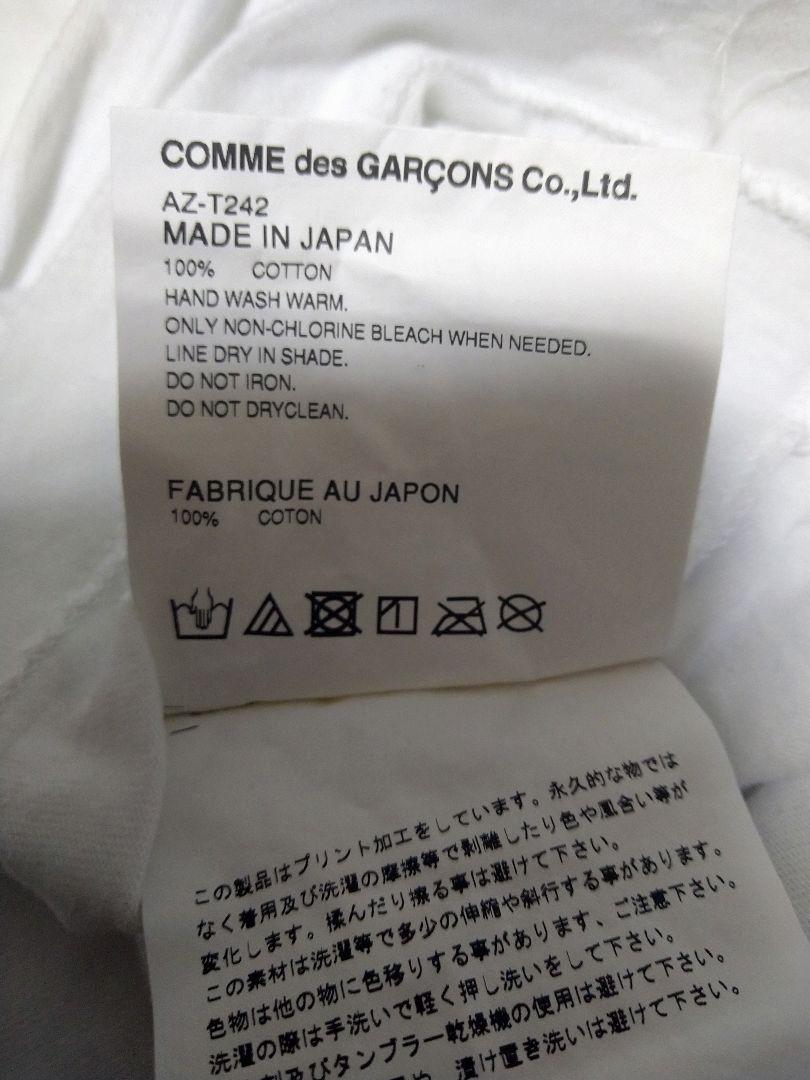 COMME des GARÇONS Co.,Ltd.
AZ-T242
MADE IN JAPAN
100% COTTON
HAND WASH WARM.
ONLY NON-CHLORINE BLEACH WHEN NEEDED.
LINE DRY IN SHADE.
DO NOT IRON.
DO NOT DRYCLEAN.
FABRIQUE AU JAPON
100% COTON
この製品はプリント加工をしています。永久的な物では
なく着用及び洗濯の摩擦等で剥離したり色や風合い等が
変化します。揉んだり擦る事は避けて下さい。
この素材は洗濯等で多少の伸縮や斜行する事があります。
色物は他の物に色移りする事があります、ご注意下さい。
洗濯の際は手洗いで軽く押し洗いをして下さい。
剤及びタンブラー乾燥機の使用は避けて下さい。
漬け置き洗いは避けて下さい。